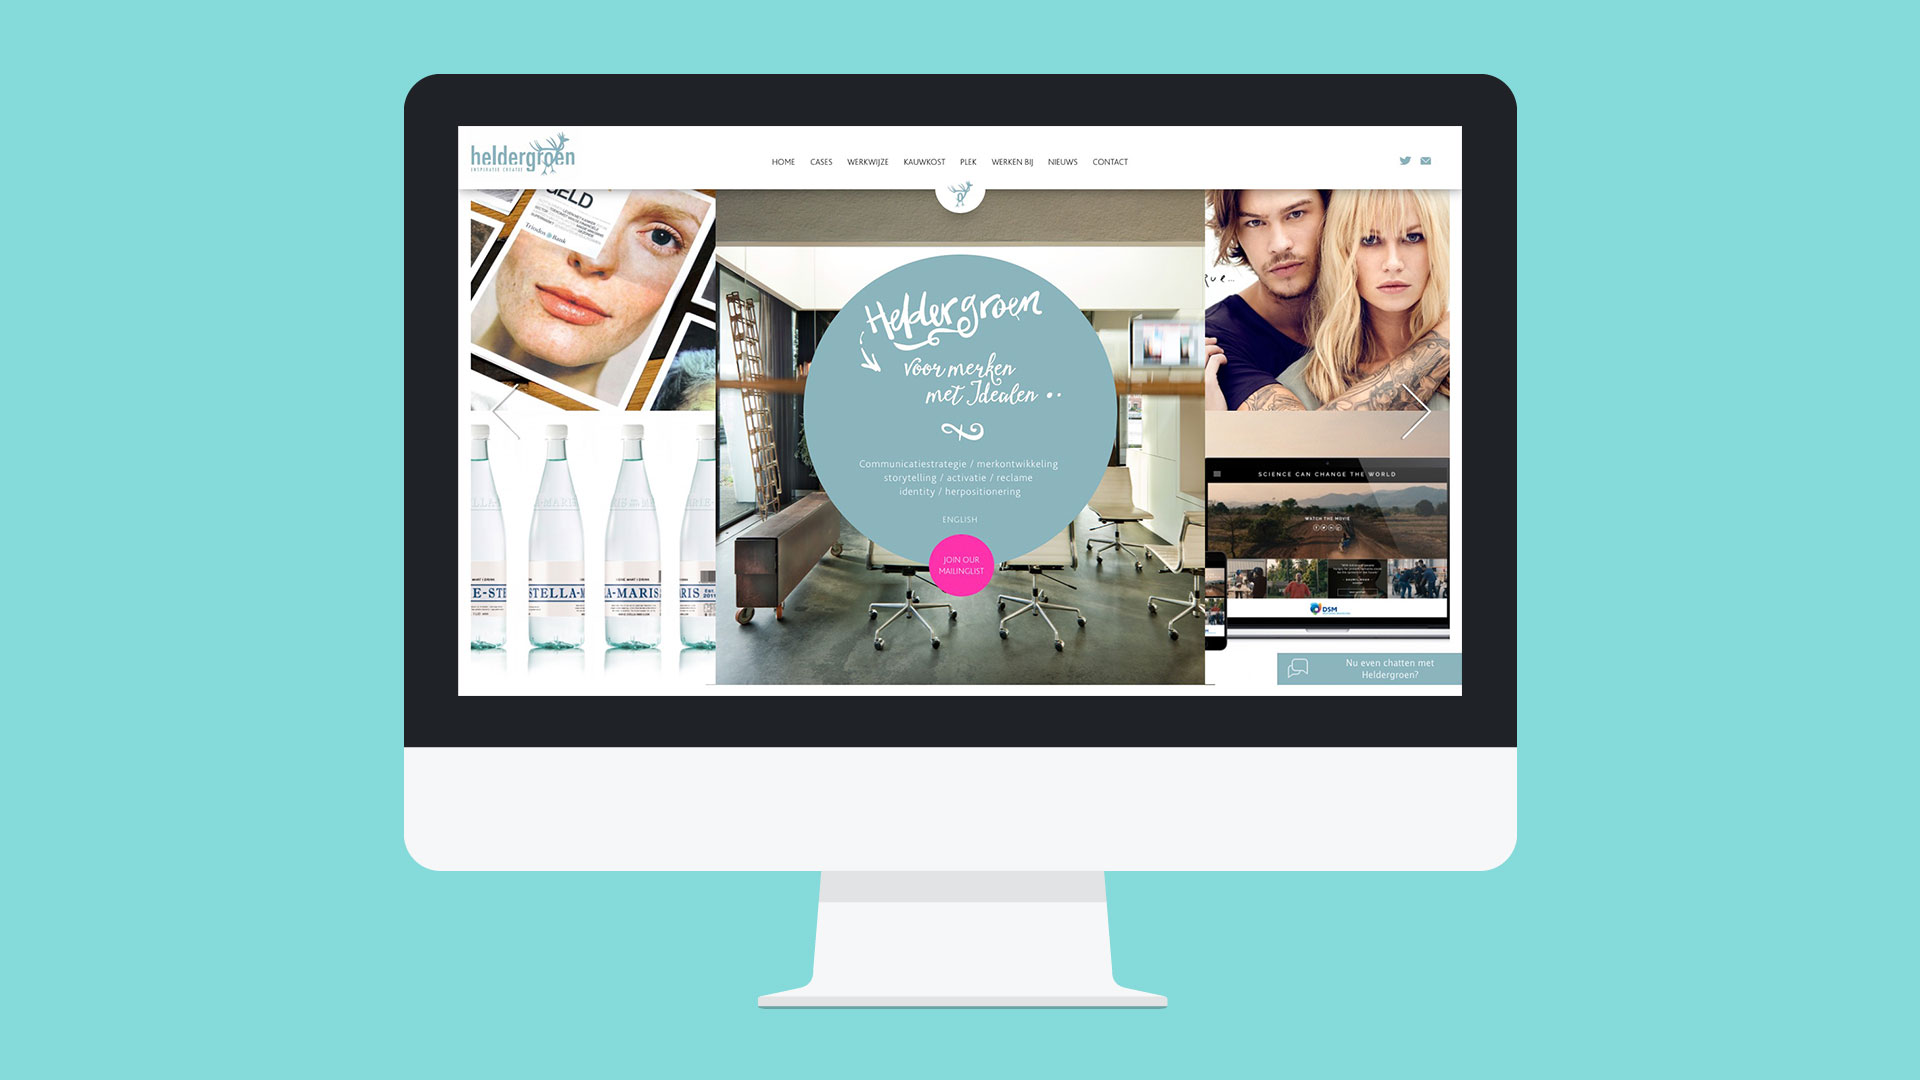 heldergroen
INSPIRATIE CREATIE
HOME CASES WERKWIJZE KAUWKOST PLEK WERKEN BIJ NIEUWS CONTACT
GELD
Triodos Bank
Heldergroen
voor merken
met Idealen
Communicatiestrategie / merkontwikkeling
storytelling / activatie / reclame
identity / herpositionering
ENGLISH
JOIN OUR
MAILINGLIST
E-STE
STELLA-M
A-MARIS
RIS
SCIENCE CAN CHANGE THE WORLD
WATCH THE MOVIE
DSM
Nu even chatten met
Heldergroen?